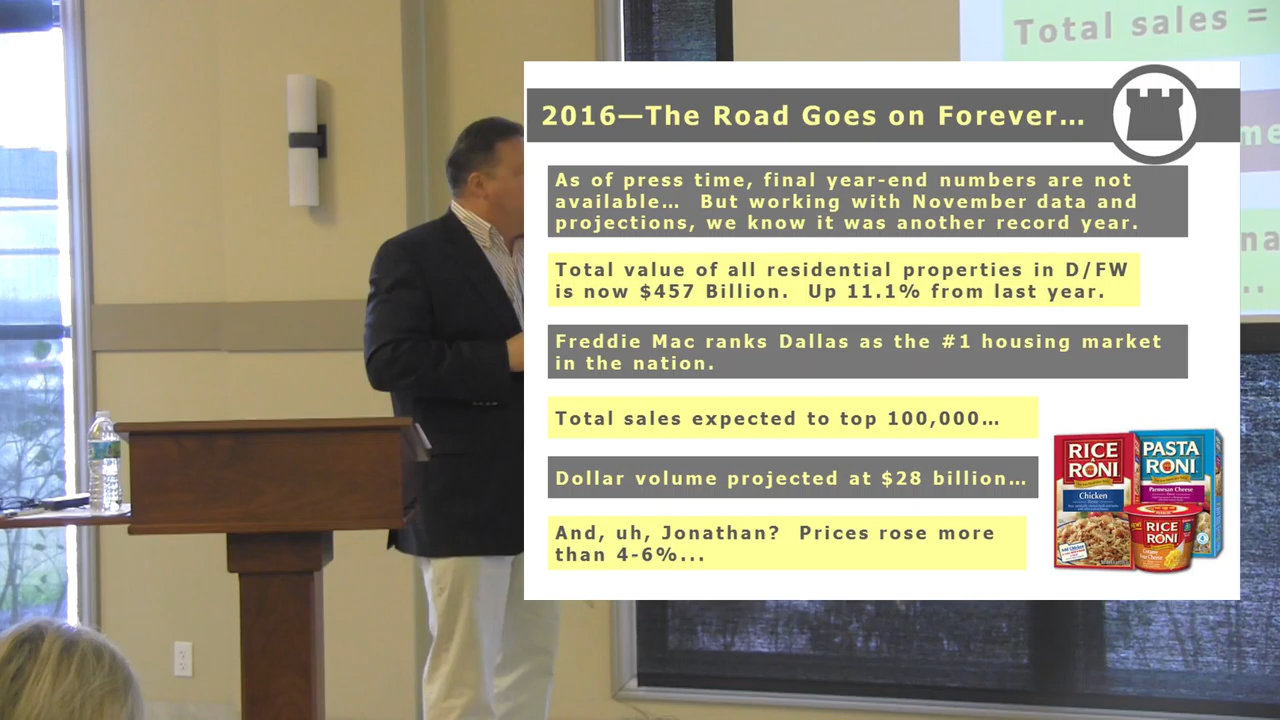 Total sales =
2016—The Road Goes on Forever…
As of press time, final year-end numbers are not
available… But working with November data and
projections, we know it was another record year.
Total value of all residential properties in D/FW
is now $457 Billion. Up 11.1% from last year.
Freddie Mac ranks Dallas as the #1 housing market
in the nation.
Total sales expected to top 100,000…
Dollar volume projected at $28 billion…
And, uh, Jonathan? Prices rose more
than 4-6%...
RICE
A
RONI
Chicken
PASTA
RONI
Parmesan Cheese
RICE
A
RONI